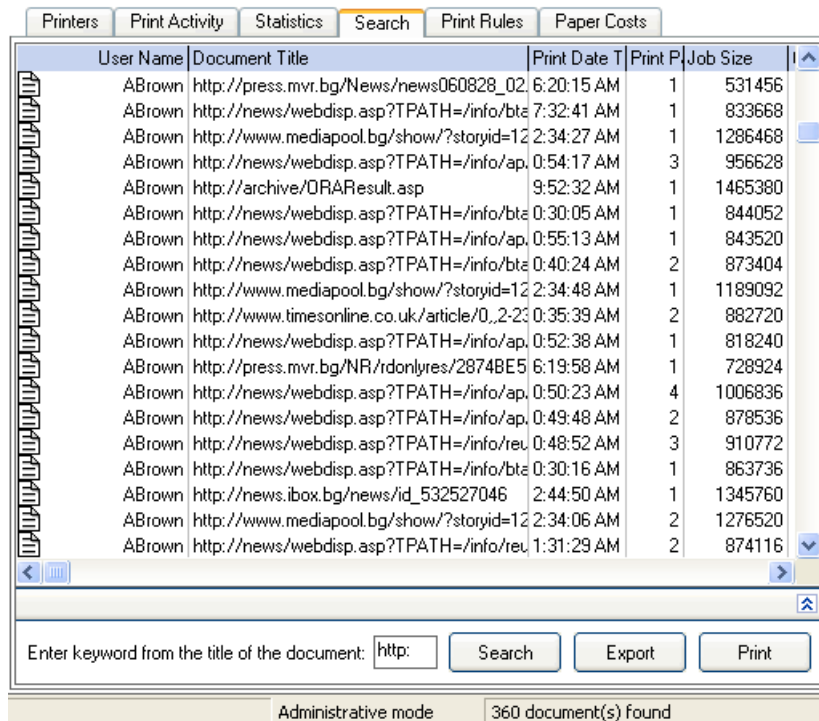 Printers Print Activity Statistics Search Print Rules Paper Costs
User Name Document Title Print Date T Print P. Job Size
ABrown http://press.mvr.bg/News/news060828_02. 6:20:15 AM 1 531456
ABrown http://news/webdisp.asp?TPATH=/info/bta 7:32:41 AM 1 833668
ABrown http://www.mediapool.bg/show/?storyid=12 2:34:27 AM 1 1286468
ABrown http://news/webdisp.asp?TPATH=/info/ap. 0:54:17 AM 3 956628
ABrown http://archive/ORAResult.asp 9:52:32 AM 1 1465380
ABrown http://news/webdisp.asp?TPATH=/info/bta 0:30:05 AM 1 844052
ABrown http://news/webdisp.asp?TPATH=/info/ap. 0:55:13 AM 1 843520
ABrown http://news/webdisp.asp?TPATH=/info/bta 0:40:24 AM 2 873404
ABrown http://www.mediapool.bg/show/?storyid=12 2:34:48 AM 1 1189092
ABrown http://www.timesonline.co.uk/article/0,,2-23 0:35:39 AM 2 882720
ABrown http://news/webdisp.asp?TPATH=/info/ap. 0:52:38 AM 1 818240
ABrown http://press.mvr.bg/NR/rdonlyres/2874BE5 6:19:58 AM 1 728924
ABrown http://news/webdisp.asp?TPATH=/info/ap. 0:50:23 AM 4 1006836
ABrown http://news/webdisp.asp?TPATH=/info/ap. 0:49:48 AM 2 878536
ABrown http://news/webdisp.asp?TPATH=/info/reu 0:48:52 AM 3 910772
ABrown http://news/webdisp.asp?TPATH=/info/bta 0:30:16 AM 1 863736
ABrown http://news.ibox.bg/news/id_532527046 2:44:50 AM 1 1345760
ABrown http://www.mediapool.bg/show/?storyid=12 2:34:06 AM 2 1276520
ABrown http://news/webdisp.asp?TPATH=/info/reu 1:31:29 AM 2 874116
Enter keyword from the title of the document: http: Search Export Print
Administrative mode 360 document(s) found